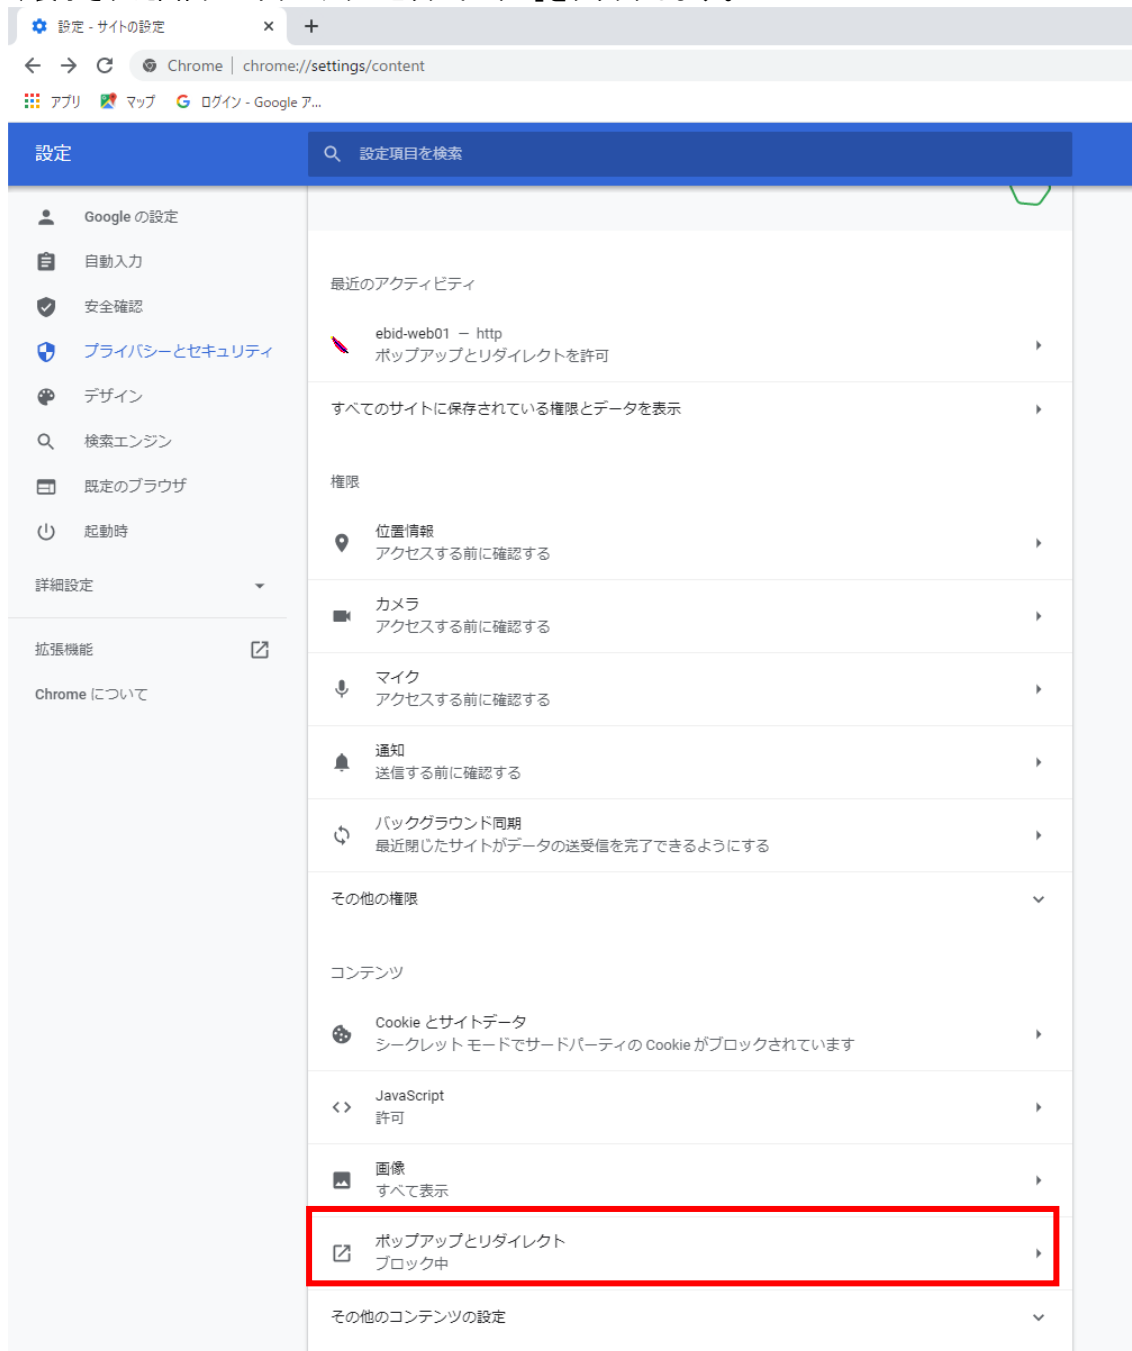 設定 - サイトの設定
Chrome | chrome://settings/content
アプリ マップ ログイン - Google ア...
設定
設定項目を検索
Google の設定
自動入力
安全確認
プライバシーとセキュリティ
デザイン
検索エンジン
既定のブラウザ
起動時
詳細設定
拡張機能
Chrome について
最近のアクティビティ
ebid-web01 － http
ポップアップとリダイレクトを許可
すべてのサイトに保存されている権限とデータを表示
権限
位置情報
アクセスする前に確認する
カメラ
アクセスする前に確認する
マイク
アクセスする前に確認する
通知
送信する前に確認する
バックグラウンド同期
最近閉じたサイトがデータの送受信を完了できるようにする
その他の権限
コンテンツ
Cookie とサイトデータ
シークレット モードでサードパーティの Cookie がブロックされています
JavaScript
許可
画像
すべて表示
ポップアップとリダイレクト
ブロック中
その他のコンテンツの設定